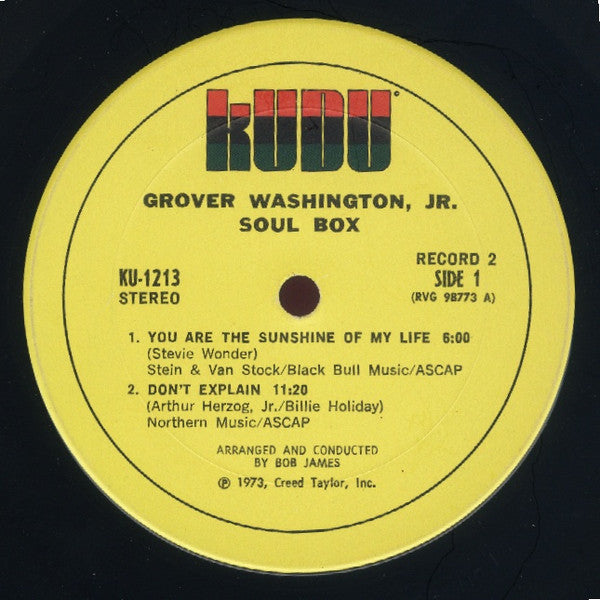 KUDU®
GROVER WASHINGTON, JR.
SOUL BOX
KU-1213
STEREO
RECORD 2
SIDE 1
(RVG 98773 A)
1. YOU ARE THE SUNSHINE OF MY LIFE 6:00
(Stevie Wonder)
Stein & Van Stock/Black Bull Music/ASCAP
2. DON'T EXPLAIN 11:20
(Arthur Herzog, Jr./Billie Holiday)
Northern Music/ASCAP
ARRANGED AND CONDUCTED
BY BOB JAMES
℗ 1973, Creed Taylor, Inc.